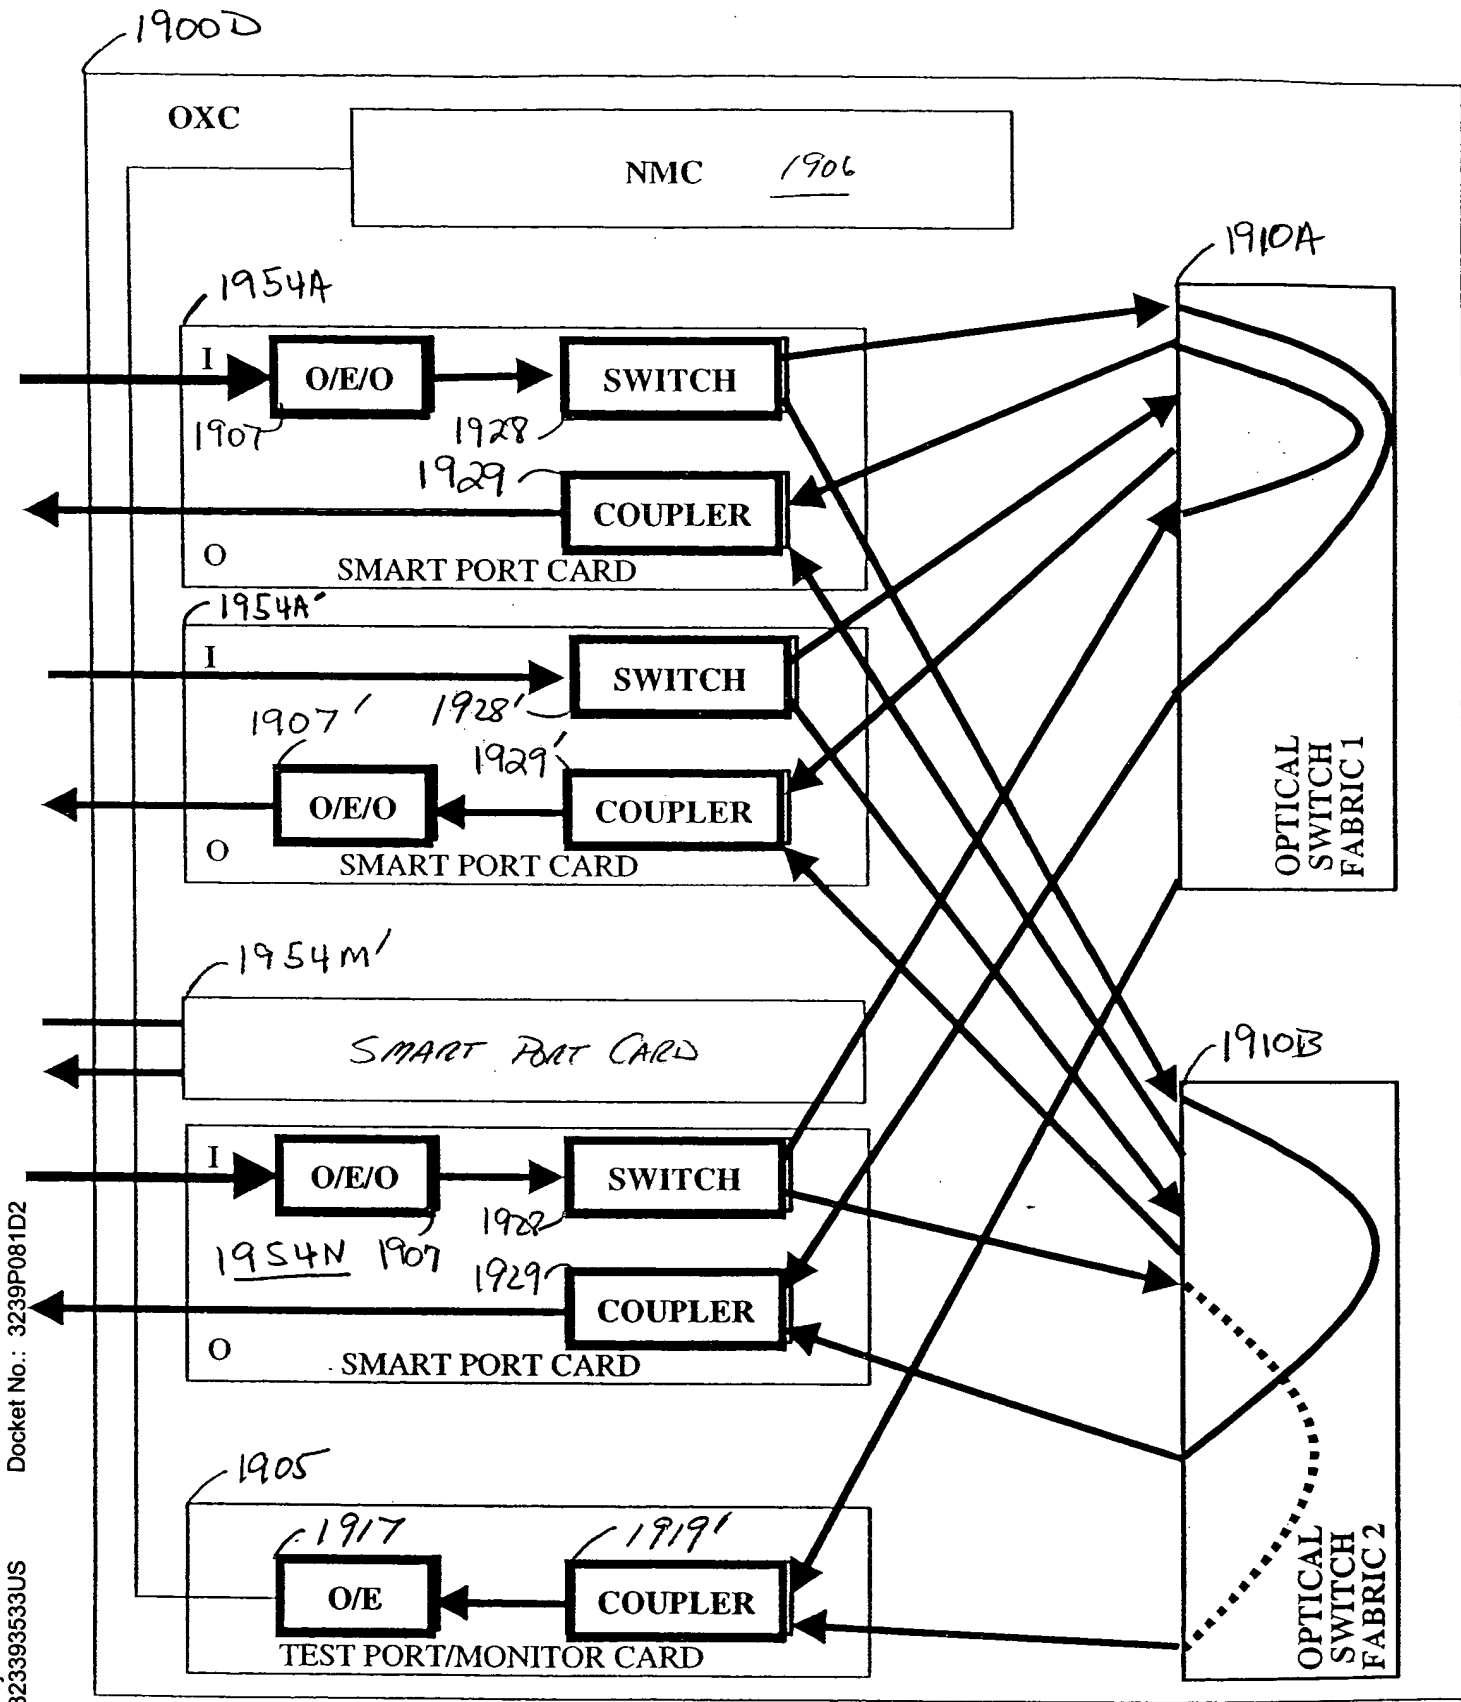 1900D
OXC
NMC 1906
1910A
1954A
I
O/E/O
SWITCH
1907
1928
1929
COUPLER
O
SMART PORT CARD
1954A'
I
SWITCH
1907'
1928'
1929'
O/E/O
COUPLER
O
SMART PORT CARD
OPTICAL
SWITCH
FABRIC 1
1954M'
SMART PORT CARD
1910B
I
O/E/O
SWITCH
1928
1954N
1907
1929
COUPLER
O
SMART PORT CARD
1905
1917
1919'
O/E
COUPLER
TEST PORT/MONITOR CARD
OPTICAL
SWITCH
FABRIC 2
Docket No.: 3239P081D2
323393533US